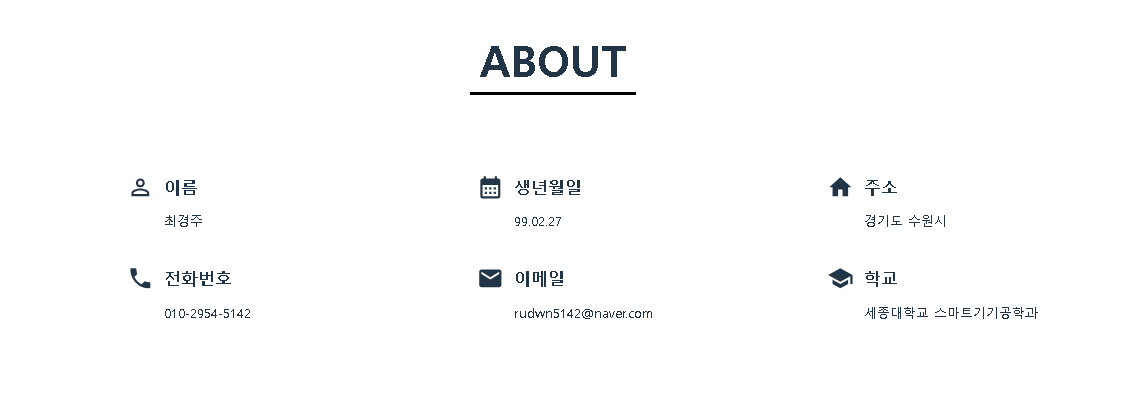 ABOUT
이름
최경주
생년월일
99.02.27
주소
경기도 수원시
전화번호
010-2954-5142
이메일
rudwn5142@naver.com
학교
세종대학교 스마트기기공학과